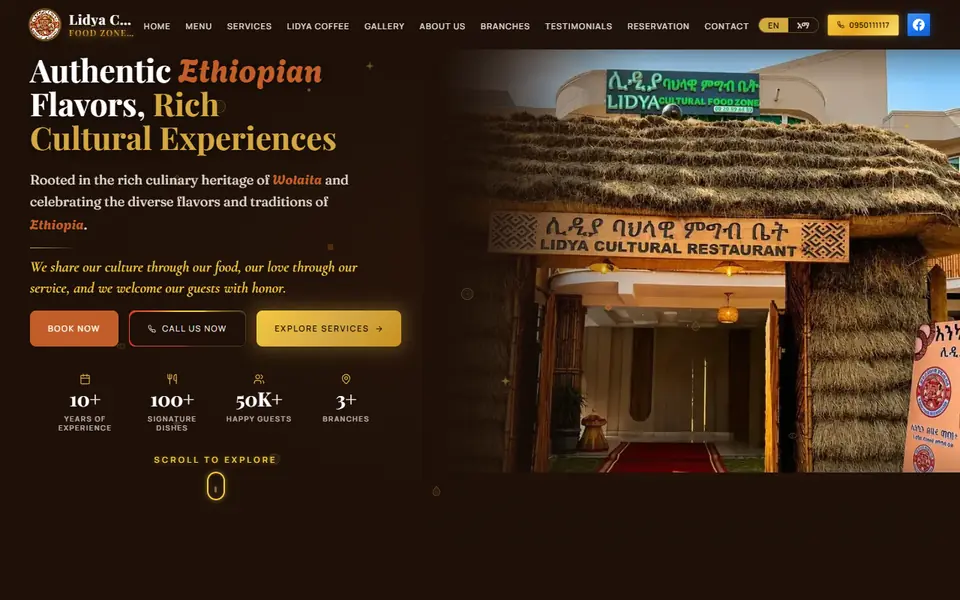 Lidya C...
FOOD ZONE...
HOME MENU SERVICES LIDYA COFFEE GALLERY ABOUT US BRANCHES TESTIMONIALS RESERVATION CONTACT
EN አማ
0950111117
Authentic Ethiopian
Flavors, Rich
Cultural Experiences
Rooted in the rich culinary heritage of Wolaita and
celebrating the diverse flavors and traditions of
Ethiopia.
We share our culture through our food, our love through our
service, and we welcome our guests with honor.
BOOK NOW
CALL US NOW
EXPLORE SERVICES →
10+
YEARS OF
EXPERIENCE
100+
SIGNATURE
DISHES
50K+
HAPPY GUESTS
3+
BRANCHES
SCROLL TO EXPLORE
ሊዲያ ባህላዊ ምግብ ቤት
LIDYA CULTURAL FOOD ZONE
ሊዲያ ባህላዊ ምግብ ቤት
LIDYA CULTURAL RESTAURANT
ሊዲ